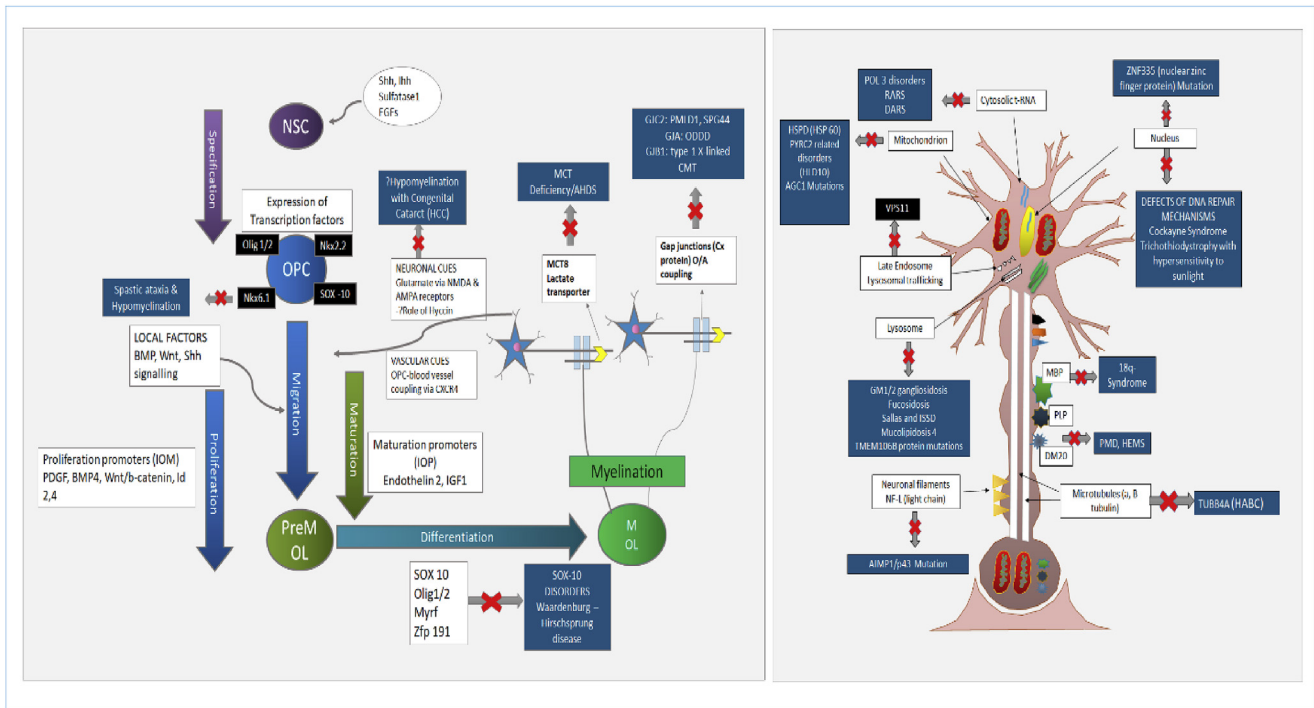 Shh, Ihh
Sulfatase1
FGFs
NSC
Specification
Expression of
Transcription factors
Olig 1/2
Nkx2.2
OPC
Nkx6.1
SOX -10
Spastic ataxia &
Hypomyelination
LOCAL FACTORS
BMP, Wnt, Shh
signalling
Migration
Proliferation
Proliferation promoters (IOM)
PDGF, BMP4, Wnt/b-catenin, Id
2,4
?Hypomyelination
with Congenital
Catarct (HCC)
NEURONAL CUES
Glutamate via NMDA &
AMPA receptors
-?Role of Hyccin
VASCULAR CUES
OPC-blood vessel
coupling via CXCR4
Maturation
Maturation promoters
(IOP)
Endothelin 2, IGF1
PreM
OL
Differentiation
SOX 10
Olig1/2
Myrf
Zfp 191
SOX-10
DISORDERS
Waardenburg –
Hirschsprung
disease
MCT
Deficiency/AHDS
MCT8
Lactate
transporter
GJC2: PMLD1, SPG44
GJA: ODDD
GJB1: type 1 X linked
CMT
Gap junctions (Cx
protein) O/A
coupling
Myelination
M
OL
POL 3 disorders
RARS
DARS
Cytosolic t-RNA
ZNF335 (nuclear zinc
finger protein) Mutation
HSPD (HSP 60)
PYRC2 related
disorders
(HLD10)
AGC1 Mutations
Mitochondrion
Nucleus
DEFECTS OF DNA REPAIR
MECHANISMS
Cockayne Syndrome
Trichothiodystrophy with
hypersensitivity to
sunlight
VPS11
Late Endosome
Lysosomal trafficking
Lysosome
GM1/2 gangliosidosis
Fucosidosis
Sallas and ISSD
Mucolipidosis 4
TMEM106B protein mutations
MBP
18q-
Syndrome
PLP
DM20
PMD, HEMS
Neuronal filaments
NF-L (light chain)
Microtubules (a, B
tubulin)
TUBB4A (HABC)
AIMP1/p43 Mutation